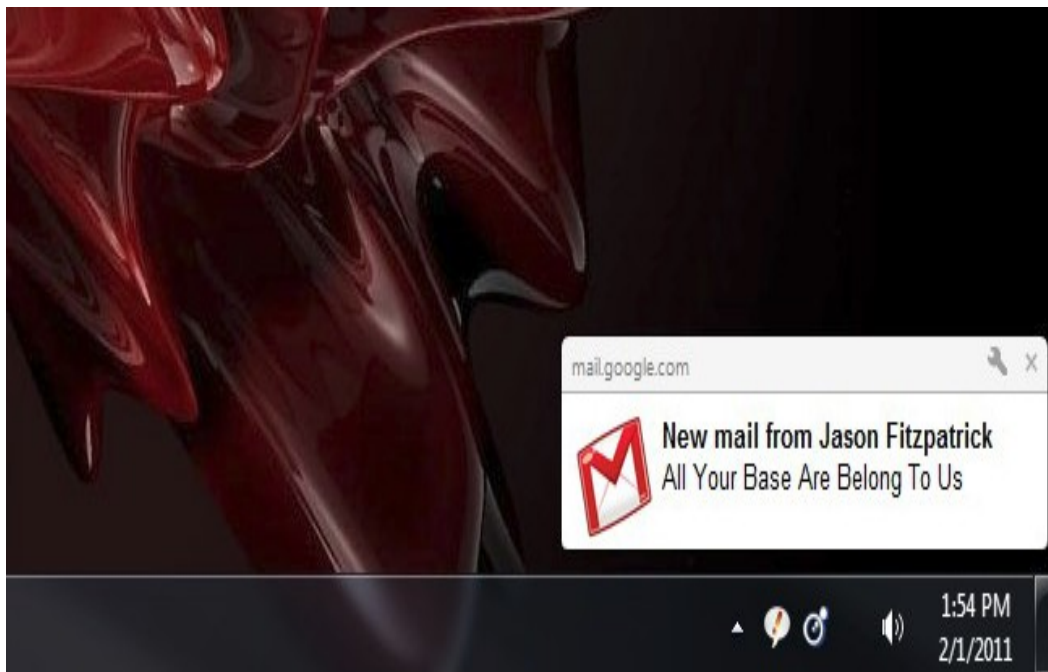 mail.google.com
New mail from Jason Fitzpatrick
All Your Base Are Belong To Us
1:54 PM
2/1/2011